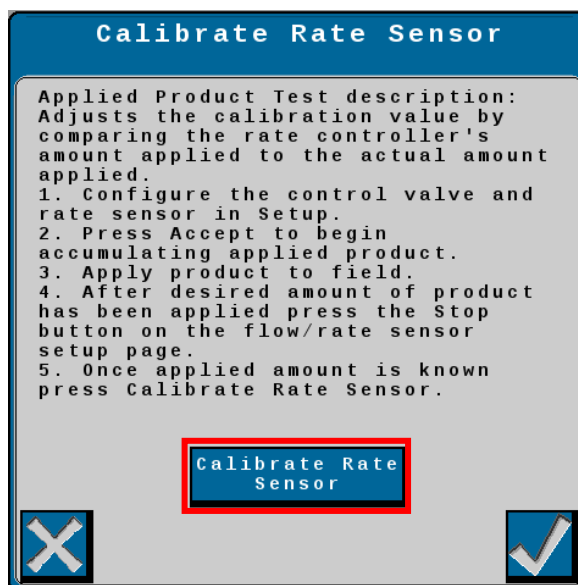 Calibrate Rate Sensor
Applied Product Test description:
Adjusts the calibration value by
comparing the rate controller's
amount applied to the actual amount
applied.
1. Configure the control valve and
rate sensor in Setup.
2. Press Accept to begin
accumulating applied product.
3. Apply product to field.
4. After desired amount of product
has been applied press the Stop
button on the flow/rate sensor
setup page.
5. Once applied amount is known
press Calibrate Rate Sensor.
Calibrate Rate
Sensor